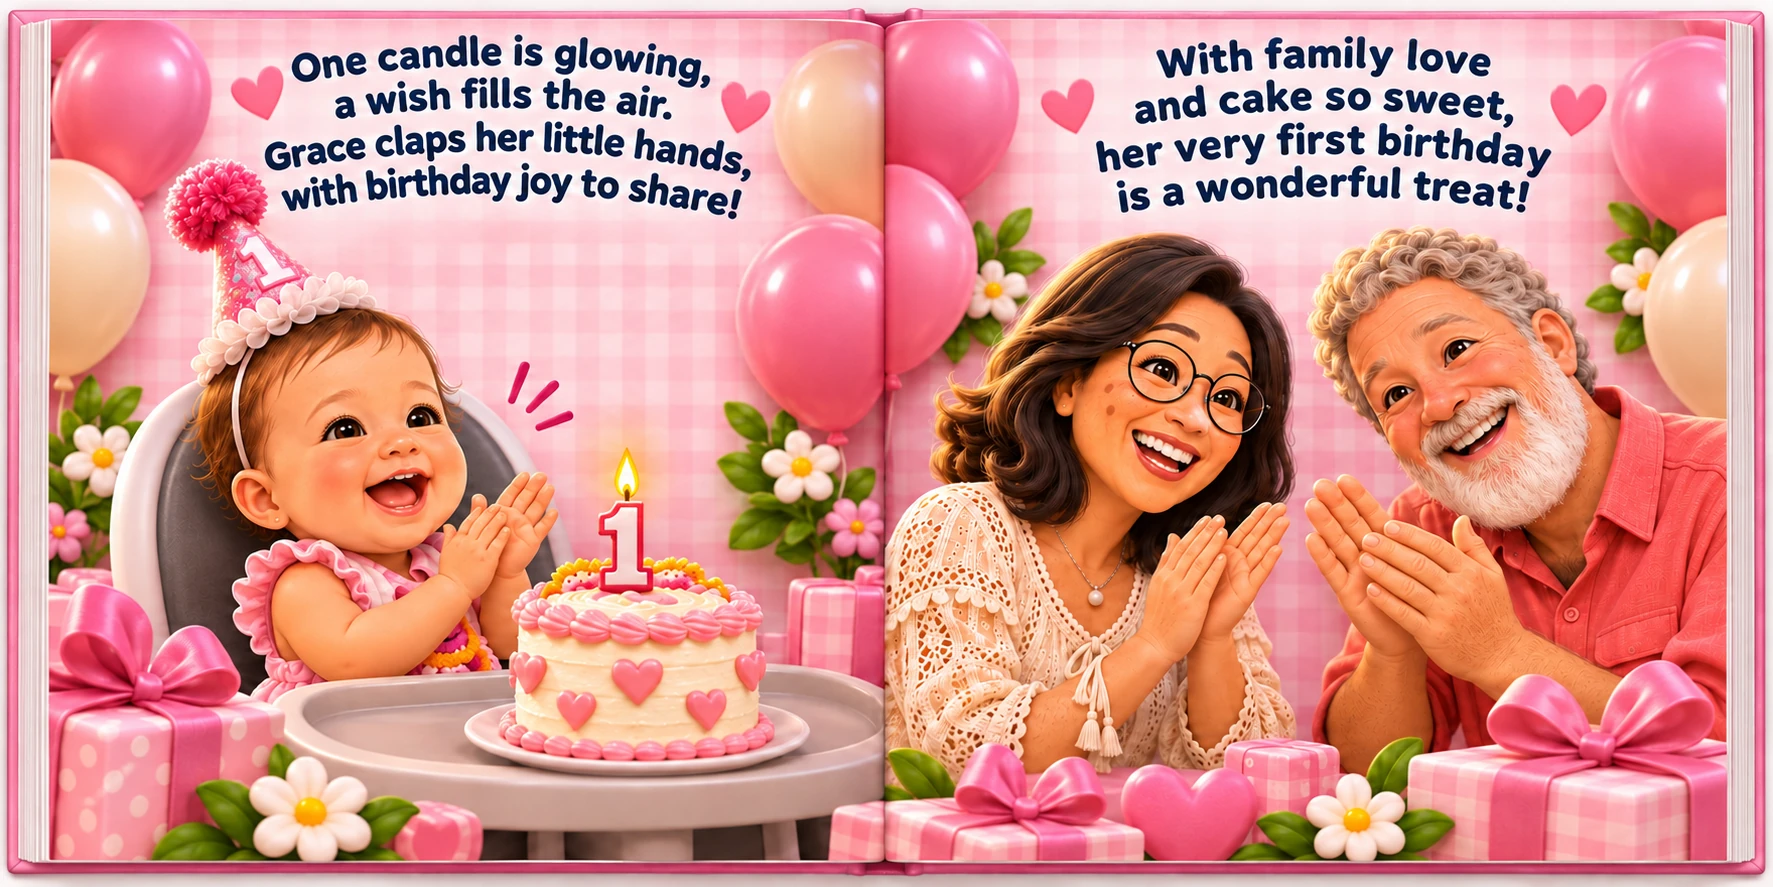 One candle is glowing,
a wish fills the air.
Grace claps her little hands,
with birthday joy to share!
1
1
With family love
and cake so sweet,
her very first birthday
is a wonderful treat!